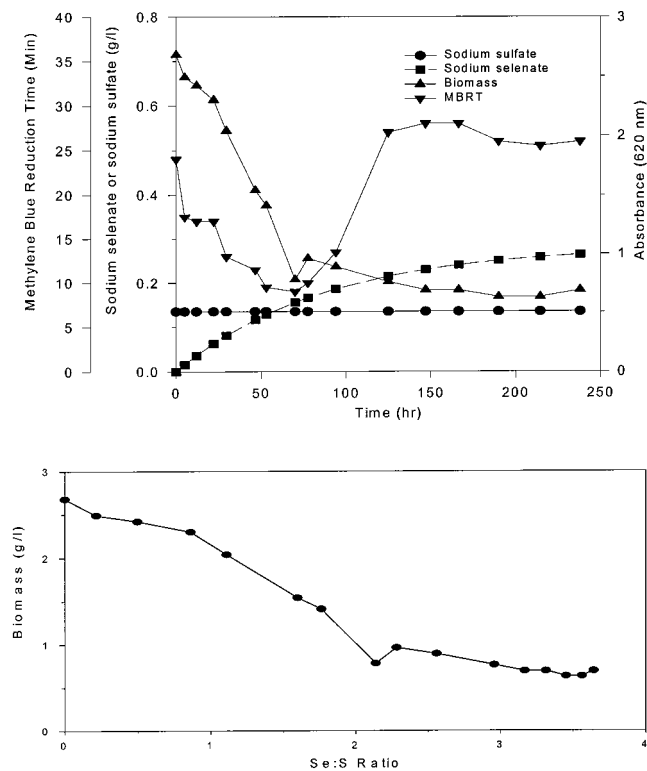 Methylene Blue Reduction Time (Min)
40
35
30
25
20
15
10
5
0
Sodium selenate or sodium sulfate (g/l)
0.8
0.6
0.4
0.2
0.0
Sodium sulfate
Sodium selenate
Biomass
MBRT
3
2
1
0
Absorbance (620 nm)
0 50 100 150 200 250
Time (hr)
Biomass (g/l)
3
2
1
0
0 1 2 3 4
Se:S Ratio